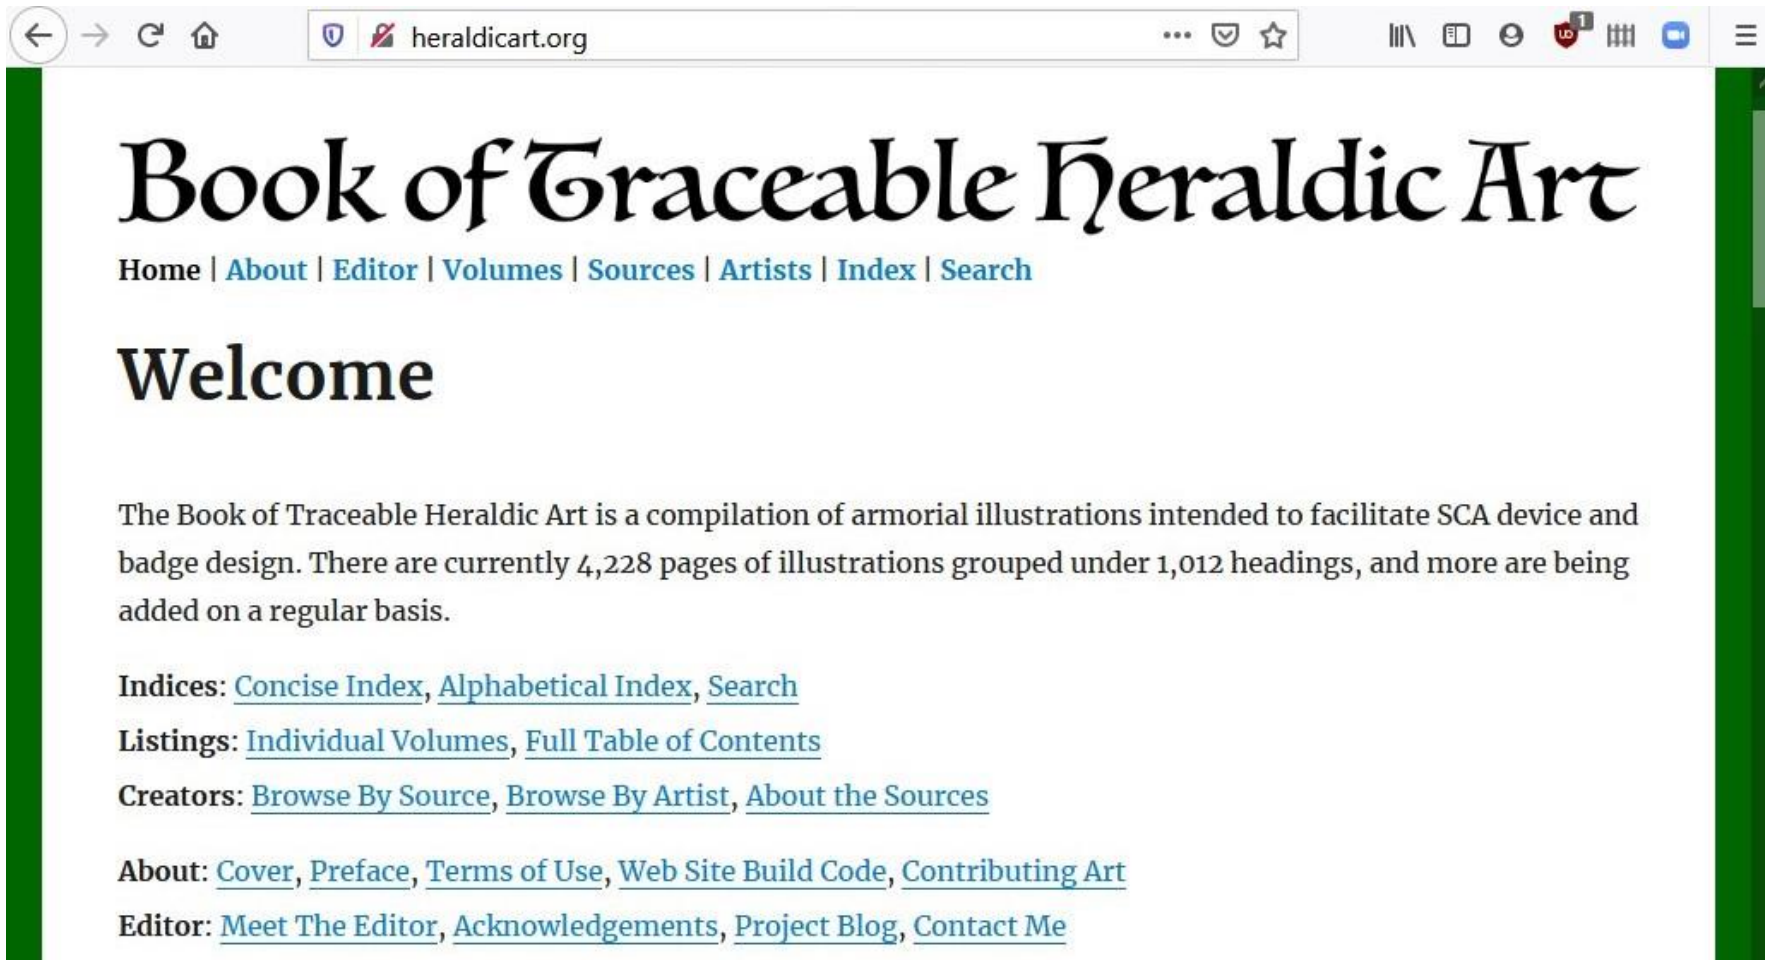 heraldicart.org
1
Book of Traceable Heraldic Art
Home | About | Editor | Volumes | Sources | Artists | Index | Search
Welcome
The Book of Traceable Heraldic Art is a compilation of armorial illustrations intended to facilitate SCA device and
badge design. There are currently 4,228 pages of illustrations grouped under 1,012 headings, and more are being
added on a regular basis.
Indices: Concise Index, Alphabetical Index, Search
Listings: Individual Volumes, Full Table of Contents
Creators: Browse By Source, Browse By Artist, About the Sources
About: Cover, Preface, Terms of Use, Web Site Build Code, Contributing Art
Editor: Meet The Editor, Acknowledgements, Project Blog, Contact Me